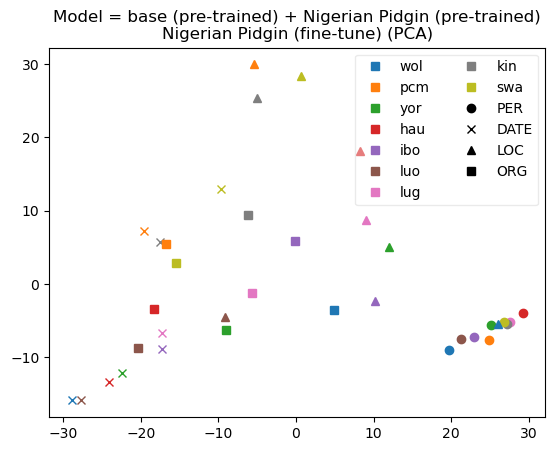 Model = base (pre-trained) + Nigerian Pidgin (pre-trained)
Nigerian Pidgin (fine-tune) (PCA)
30
20
10
0
−10
−30
−20
−10
0
10
20
30
wol
pcm
yor
hau
ibo
luo
lug
kin
swa
PER
DATE
LOC
ORG